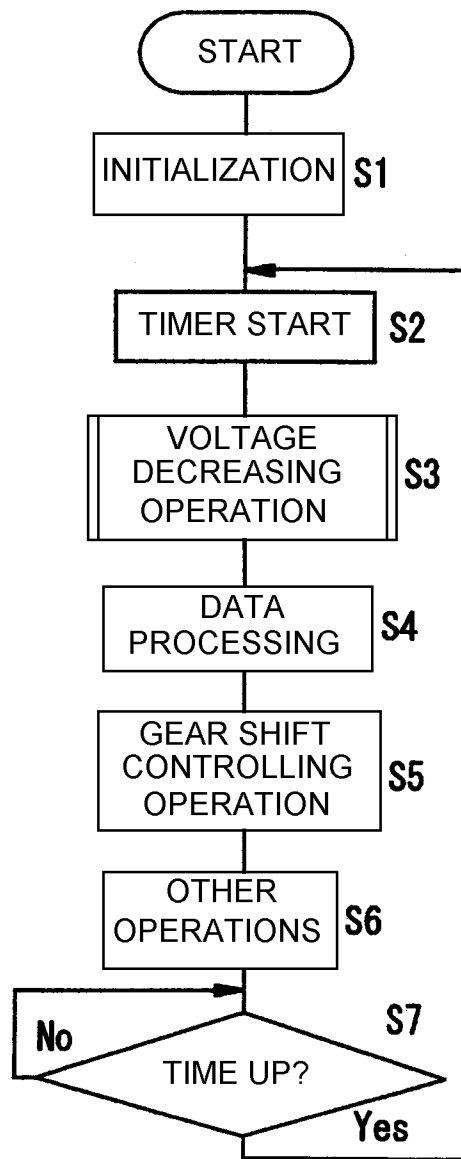 START
INITIALIZATION
S1
TIMER START
S2
VOLTAGE
DECREASING
OPERATION
S3
DATA
PROCESSING
S4
GEAR SHIFT
CONTROLLING
OPERATION
S5
OTHER
OPERATIONS
S6
S7
No
TIME UP?
Yes